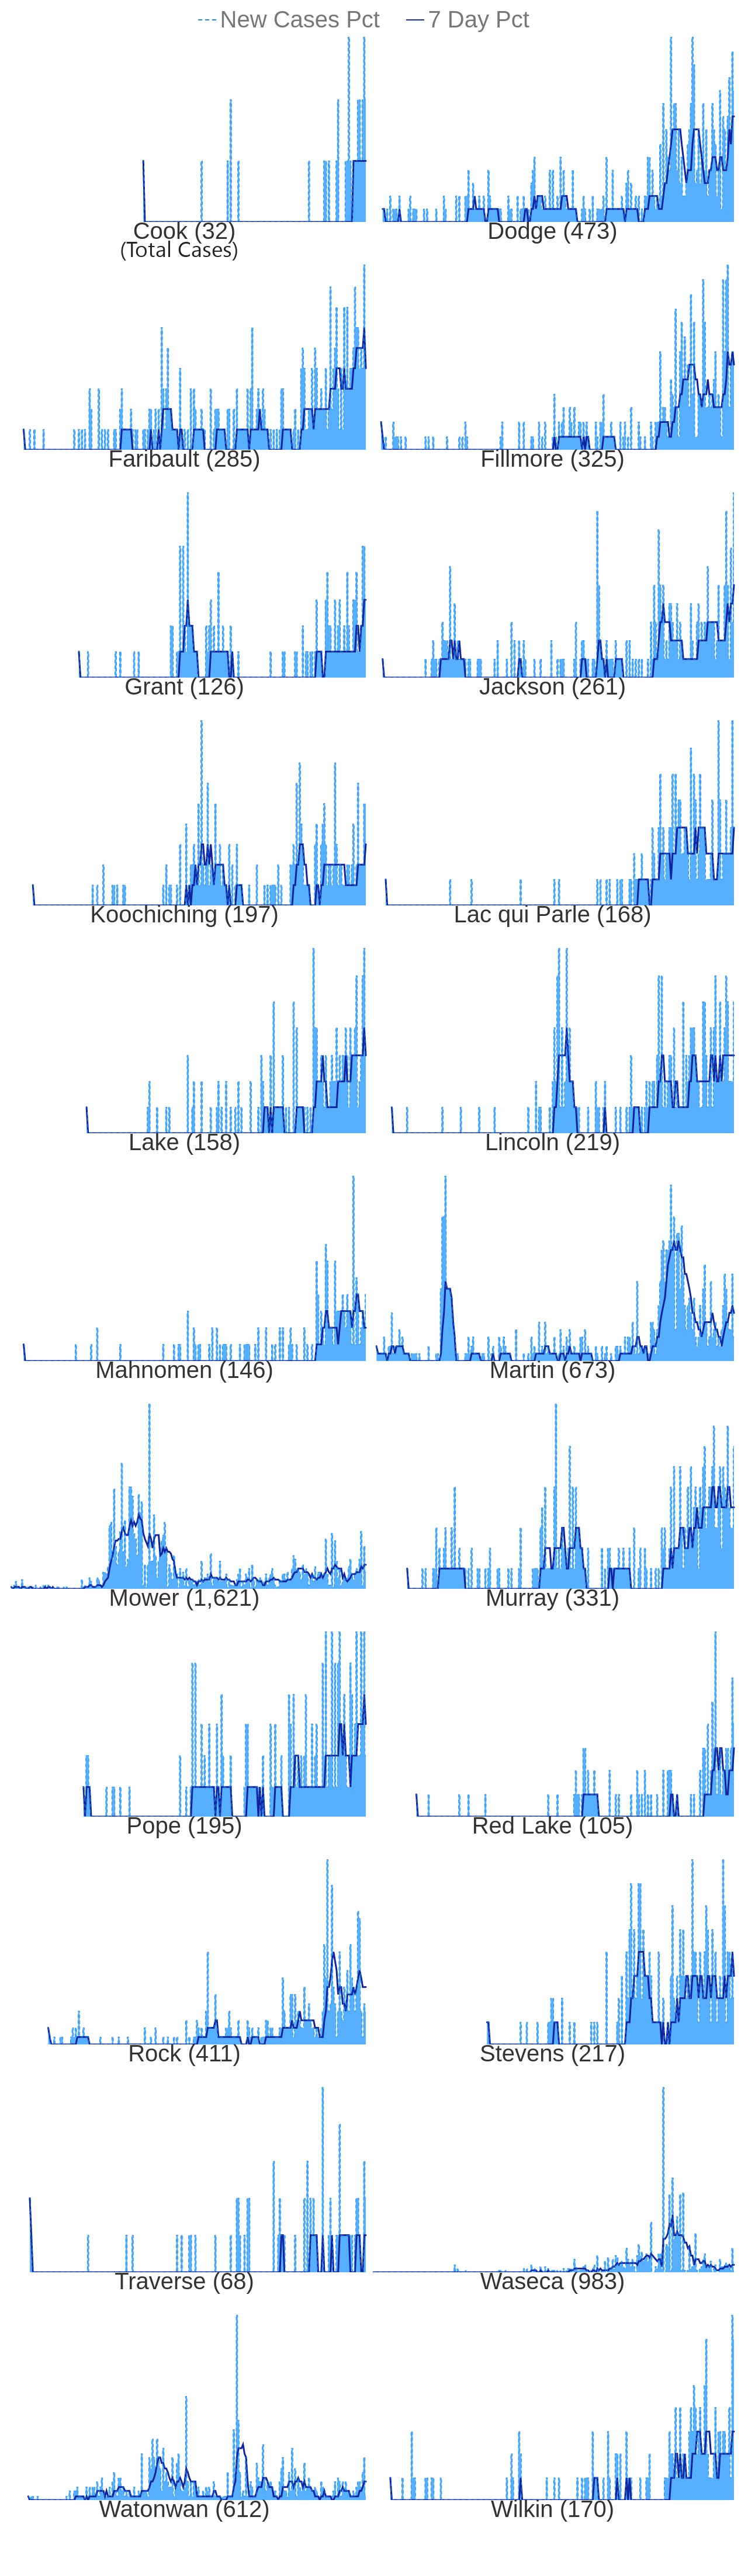 New Cases Pct 7 Day Pct
Cook (32) Dodge (473)
(Total Cases)
Faribault (285) Fillmore (325)
Grant (126) Jackson (261)
Koochiching (197) Lac qui Parle (168)
Lake (158) Lincoln (219)
Mahnomen (146) Martin (673)
Mower (1,621) Murray (331)
Pope (195) Red Lake (105)
Rock (411) Stevens (217)
Traverse (68) Waseca (983)
Watonwan (612) Wilkin (170)